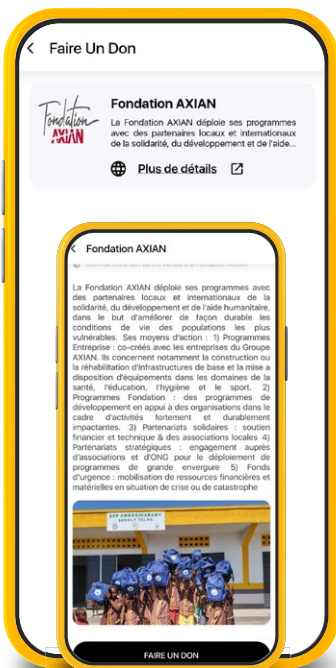 Faire Un Don
Fondation
AXIAN
Fondation AXIAN
La Fondation AXIAN déploie ses programmes
avec des partenaires locaux et internationaux
de la solidarité, du développement et de l'aide...
Plus de détails
Fondation AXIAN
La Fondation AXIAN déploie ses programmes avec
des partenaires locaux et internationaux de la
solidarité, du développement et de l'aide humanitaire,
dans le but d'améliorer de façon durable les
conditions de vie des populations les plus
vulnérables. Ses moyens d'action : 1) Programmes
Entreprise : co-créés avec les entreprises du Groupe
AXIAN. Ils concernent notamment la construction ou
la réhabilitation d'infrastructures de base et la mise a
disposition d'équipements dans les domaines de la
santé, l'éducation, l'hygiène et le sport. 2)
Programmes Fondation : des programmes de
développement en appui à des organisations dans le
cadre d'activités fortement et durablement
impactantes. 3) Partenariats solidaires : soutien
financier et technique & des associations locales 4)
Partenariats stratégiques : engagement auprès
d'associations et d'ONG pour le déploiement de
programmes de grande envergure 5) Fonds
d'urgence : mobilisation de ressources financières et
matérielles en situation de crise ou de catastrophe
SEKOLY TELMA
FAIRE UN DON